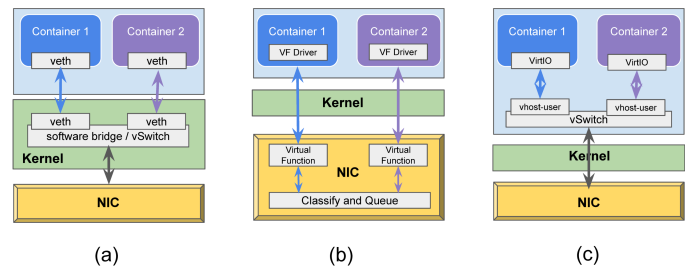 Container 1
Container 2
veth
veth
veth
veth
software bridge / vSwitch
Kernel
NIC
(a)
Container 1
Container 2
VF Driver
VF Driver
Kernel
Virtual
Function
Virtual
Function
NIC
Classify and Queue
(b)
Container 1
Container 2
VirtIO
VirtIO
vhost-user
vhost-user
vSwitch
Kernel
NIC
(c)